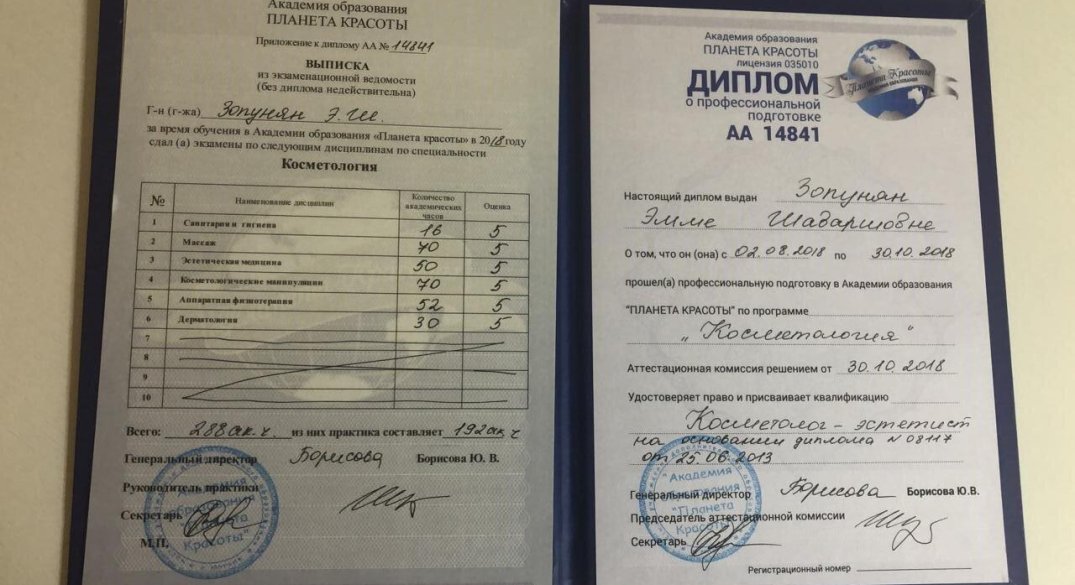 Академия образования
ПЛАНЕТА КРАСОТЫ
Приложение к диплому АА № 14841
ВЫПИСКА
из экзаменационной ведомости
(без диплома недействительна)
Г-н (г-жа) Зопунян Э.Ш.
за время обучения в Академии образования «Планета красоты» в 2018 году
сдал (а) экзамены по следующим дисциплинам по специальности
Косметология
№ Наименование дисциплин Количество академических часов Оценка
1 Санитария и гигиена 16 5
2 Массаж 70 5
3 Эстетическая медицина 50 5
4 Косметологические манипуляции 70 5
5 Аппаратная физиотерапия 52 5
6 Дерматология 30 5
7
8
9
10
Всего: 288 ак.ч. из них практика составляет 192 ак ч
Генеральный директор Борисова Борисова Ю. В.
Руководитель практики
Секретарь
М.П.
Академия
образования
"Планета
Красоты"
Академия образования
ПЛАНЕТА КРАСОТЫ
лицензия 035010
ДИПЛОМ
о профессиональной
подготовке
АА 14841
Планета Красоты
Настоящий диплом выдан Зопунян
Эмме Шаваршовне
О том, что он (она) с 02.08.2018 по 30.10.2018
прошел(а) профессиональную подготовку в Академии образования
"ПЛАНЕТА КРАСОТЫ" по программе
„Косметология"
Аттестационная комиссия решением от 30.10.2018
Удостоверяет право и присваивает квалификацию
Косметолог - эстетист
на основании диплома N 08117
от 25.06.2013
Генеральный директор Борисова Борисова Ю.В.
Председатель аттестационной комиссии
Секретарь
Регистрационный номер
"Академия
образования
"Планета
Красоты"